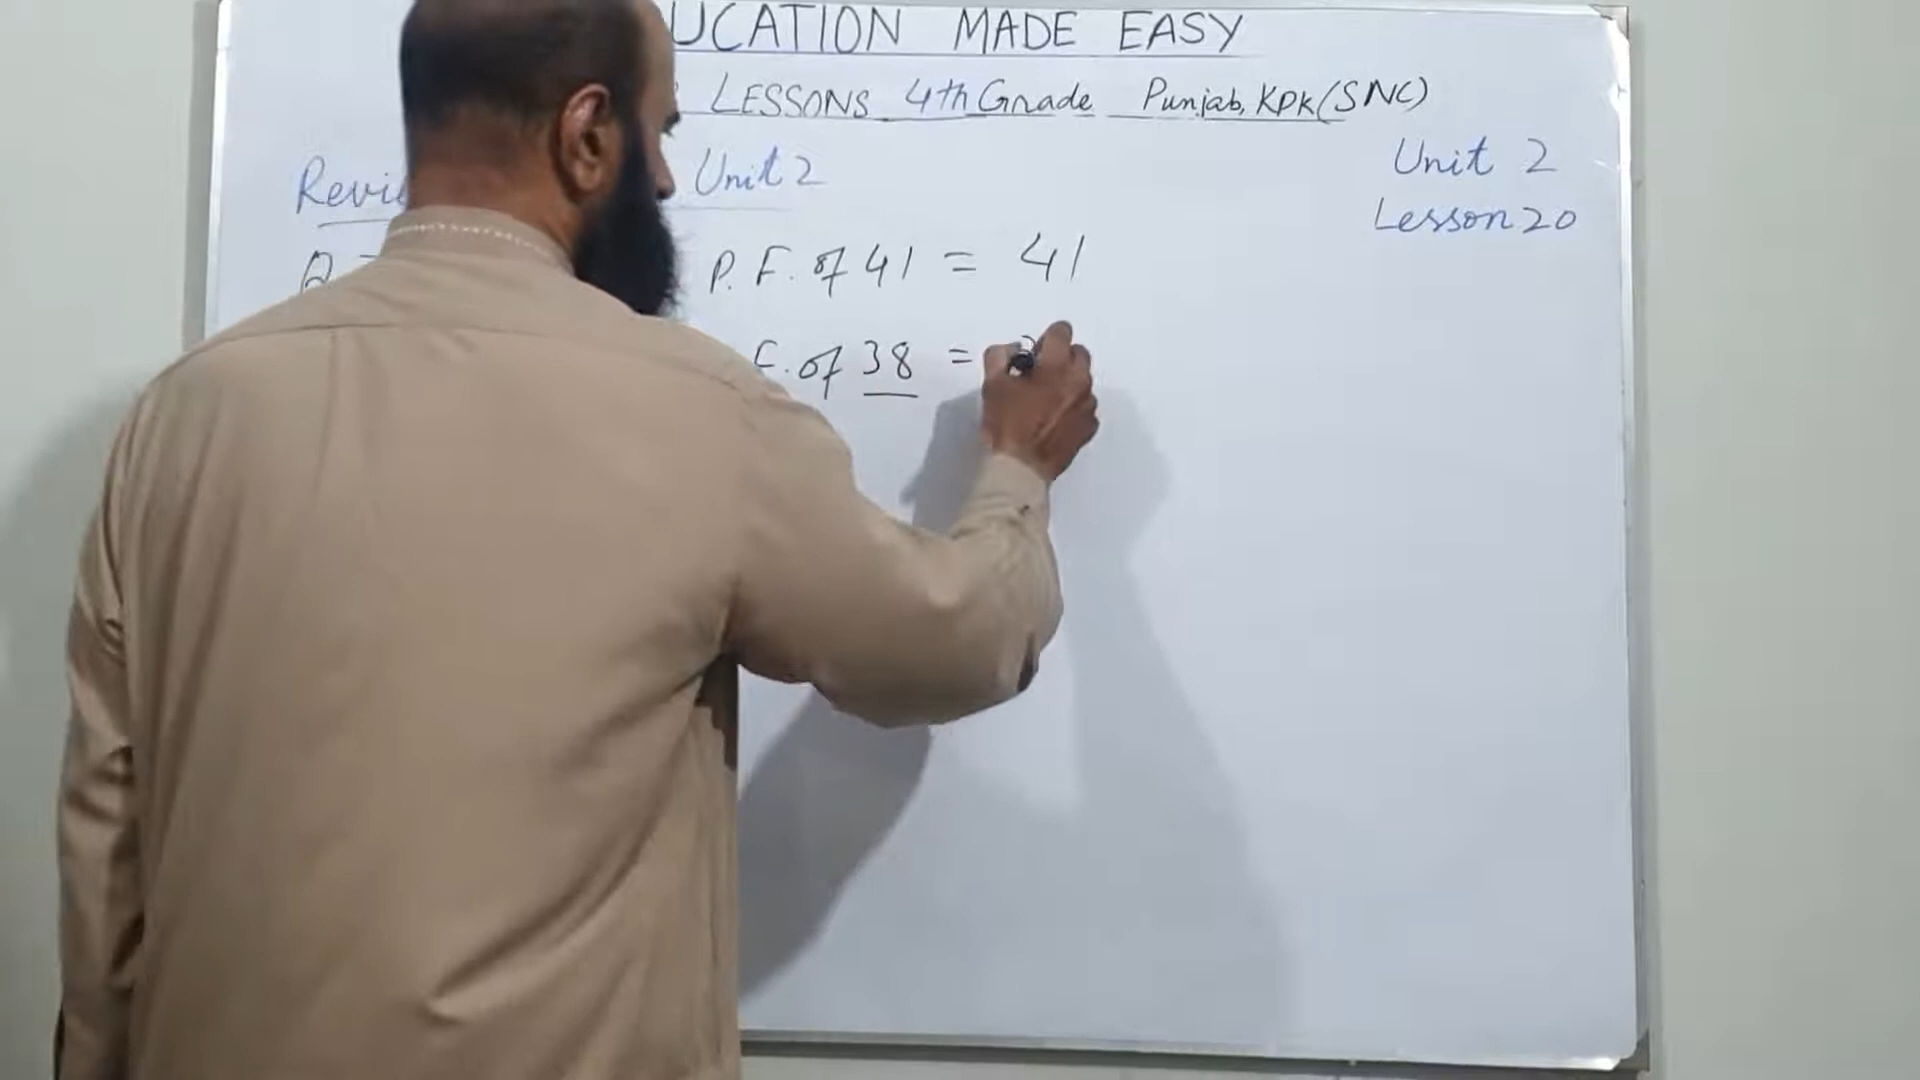 UCATION MADE EASY
LESSONS 4th Grade Punjab, KPK (SNC)
Unit 2
Lesson 20
Revie Unit 2
P. F. of 41 = 41
F. of 38 =